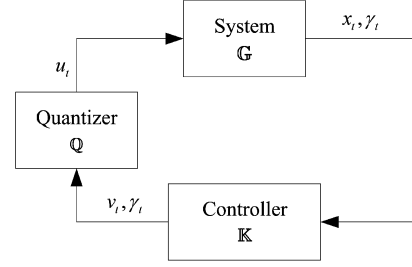 System
𝔾
x_t, γ_t
u_t
Quantizer
ℚ
v_t, γ_t
Controller
𝕂